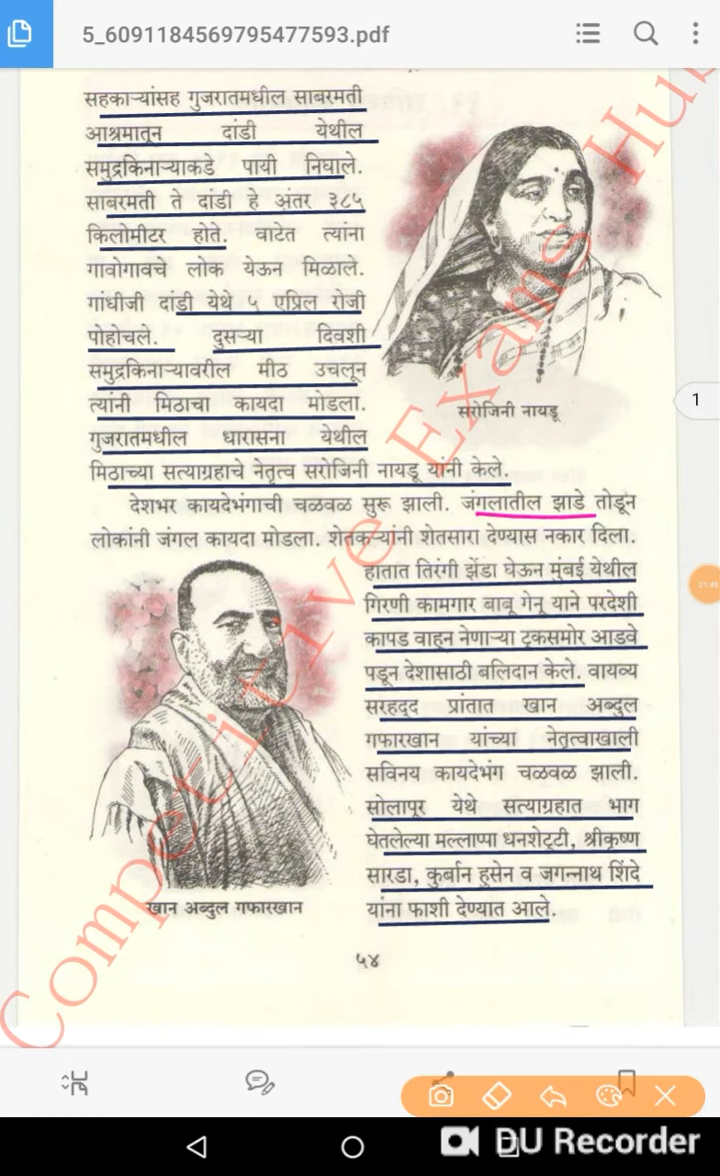 5_6091184569795477593.pdf
सहकाऱ्यांसह गुजरातमधील साबरमती
आश्रमातून दांडी येथील
समुद्रकिनाऱ्याकडे पायी निघाले.
साबरमती ते दांडी हे अंतर ३८५
किलोमीटर होते. वाटेत त्यांना
गावोगावचे लोक येऊन मिळाले.
गांधीजी दांडी येथे ५ एप्रिल रोजी
पोहोचले. दुसऱ्या दिवशी
समुद्रकिनाऱ्यावरील मीठ उचलून
त्यांनी मिठाचा कायदा मोडला.
गुजरातमधील धारासना येथील
सरोजिनी नायडू
1
मिठाच्या सत्याग्रहाचे नेतृत्व सरोजिनी नायडू यांनी केले.
देशभर कायदेभंगाची चळवळ सुरू झाली. जंगलातील झाडे तोडून
लोकांनी जंगल कायदा मोडला. शेतकऱ्यांनी शेतसारा देण्यास नकार दिला.
हातात तिरंगी झेंडा घेऊन मुंबई येथील
गिरणी कामगार बाबू गेनू याने परदेशी
कापड वाहून नेणाऱ्या ट्रकसमोर आडवे
पडून देशासाठी बलिदान केले. वायव्य
सरहद्द प्रांतात खान अब्दुल
गफारखान यांच्या नेतृत्वाखाली
सविनय कायदेभंग चळवळ झाली.
सोलापूर येथे सत्याग्रहात भाग
घेतलेल्या मल्लाप्पा धनशेट्टी, श्रीकृष्ण
सारडा, कुर्बान हुसेन व जगन्नाथ शिंदे
यांना फाशी देण्यात आले.
खान अब्दुल गफारखान
५४
Competitive Exams Hub
01:49
DU Recorder